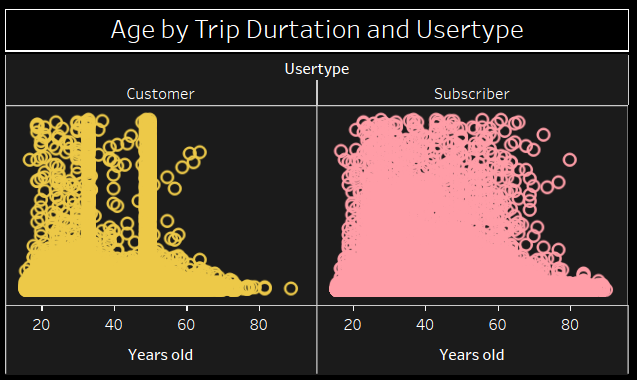 Age by Trip Durtation and Usertype
Usertype
Customer
Subscriber
20 40 60 80
20 40 60 80
Years old
Years old